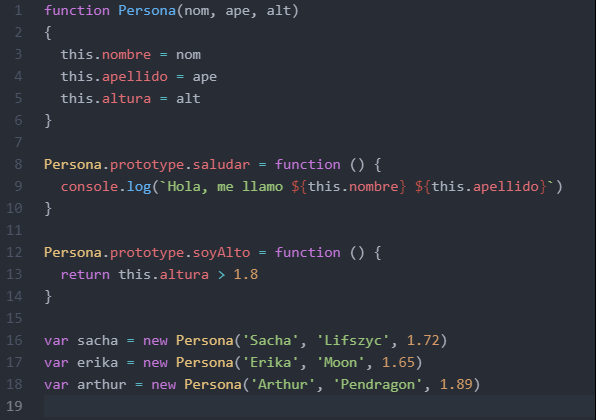 1 function Persona(nom, ape, alt)
2 {
3   this.nombre = nom
4   this.apellido = ape
5   this.altura = alt
6 }
7
8 Persona.prototype.saludar = function () {
9   console.log(`Hola, me llamo ${this.nombre} ${this.apellido}`)
10 }
11
12 Persona.prototype.soyAlto = function () {
13   return this.altura > 1.8
14 }
15
16 var sacha = new Persona('Sacha', 'Lifszyc', 1.72)
17 var erika = new Persona('Erika', 'Moon', 1.65)
18 var arthur = new Persona('Arthur', 'Pendragon', 1.89)
19